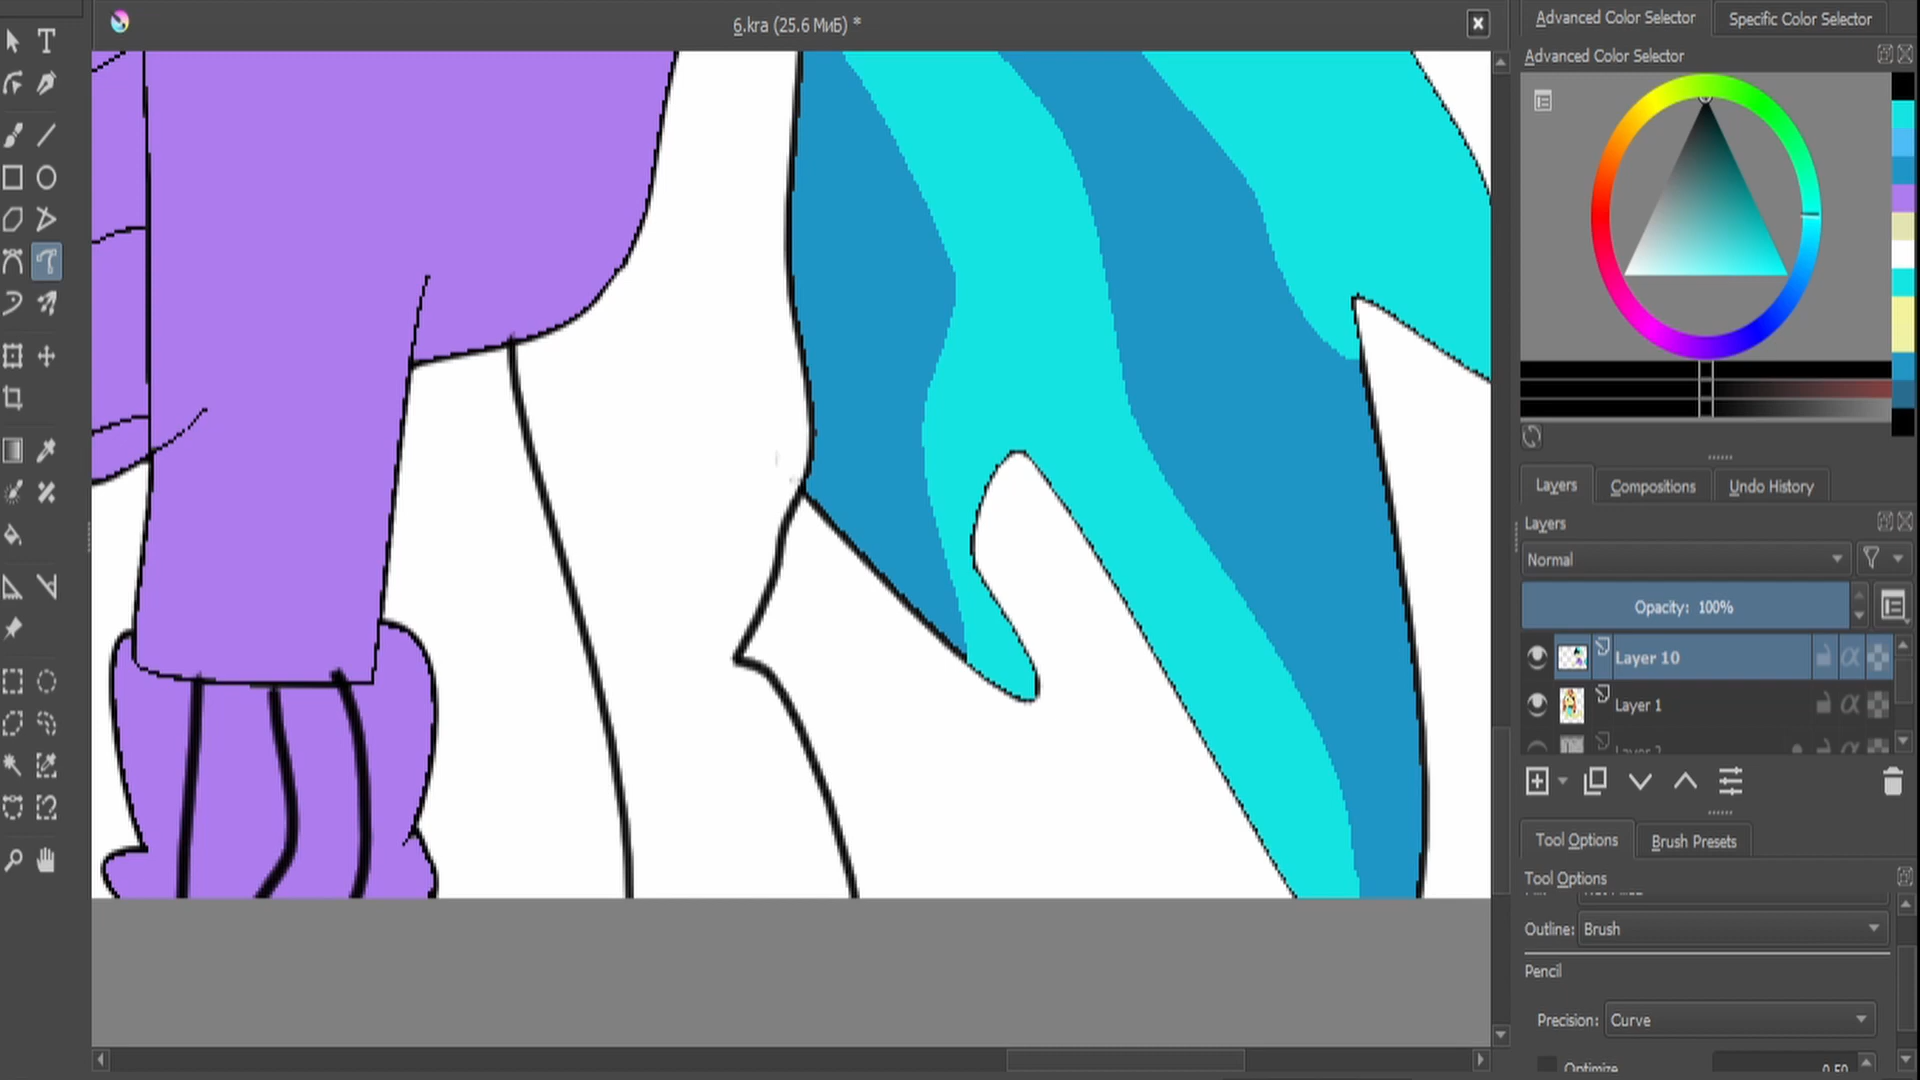 6.kra (25.6 МиБ) *
Advanced Color Selector
Specific Color Selector
Advanced Color Selector
Layers
Compositions
Undo History
Layers
Normal
Opacity: 100%
Layer 10
Layer 1
Tool Options
Brush Presets
Tool Options
Outline: Brush
Pencil
Precision: Curve
Optimize
0.50